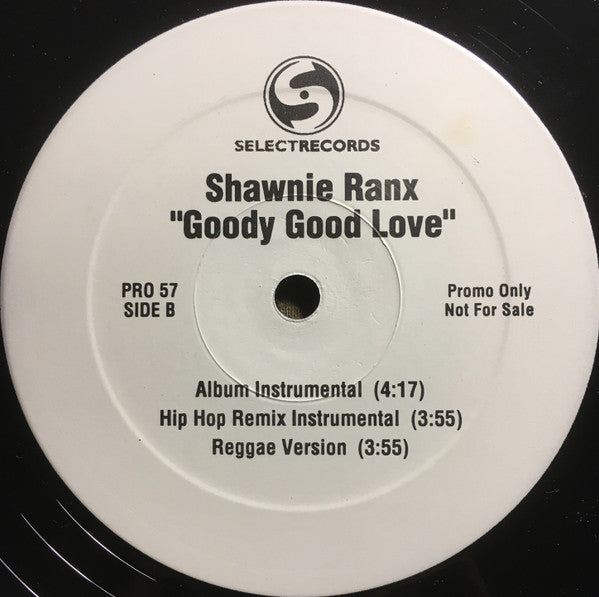 SELECTRECORDS
Shawnie Ranx
"Goody Good Love"
PRO 57
SIDE B
Promo Only
Not For Sale
Album Instrumental (4:17)
Hip Hop Remix Instrumental (3:55)
Reggae Version (3:55)